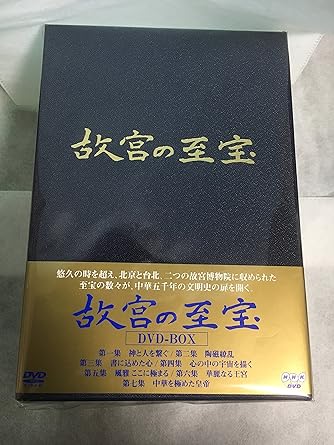 故宮の至宝
悠久の時を超え、北京と台北、二つの故宮博物院に収められた
至宝の数々が、中華五千年の文明史の扉を開く。
故宮の至宝
DVD-BOX
第一集 神と人を繋ぐ/第二集 陶磁繚乱
第三集 書に込めた心/第四集 心の中の宇宙を描く
第五集 風雅 ここに極まる/第六集 華麗なる王宮
第七集 中華を極めた皇帝
DVD
VIDEO
NHK
DVD